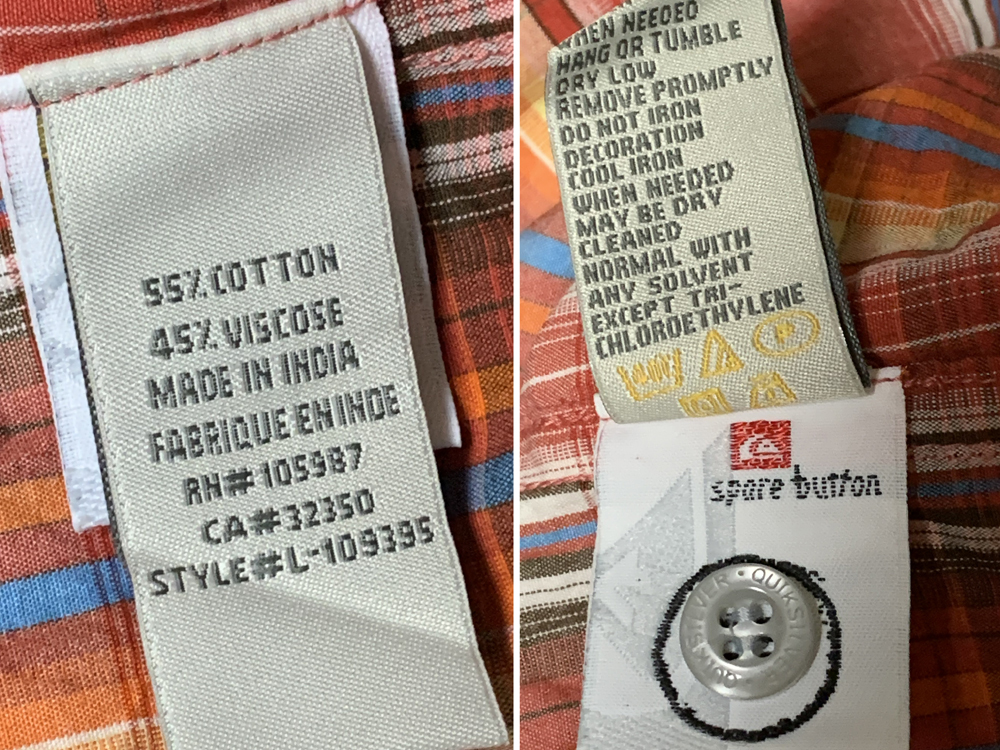 55% COTTON
45% VISCOSE
MADE IN INDIA
FABRIQUE EN INDE
RN# 105987
CA#32350
STYLE#L-109395
WHEN NEEDED
HANG OR TUMBLE
DRY LOW
REMOVE PROMPTLY
DO NOT IRON
DECORATION
COOL IRON
WHEN NEEDED
MAY BE DRY
CLEANED
NORMAL WITH
ANY SOLVENT
EXCEPT TRI-
CHLOROETHYLENE
spare button
QUIKSILVER • QUIKSILVER